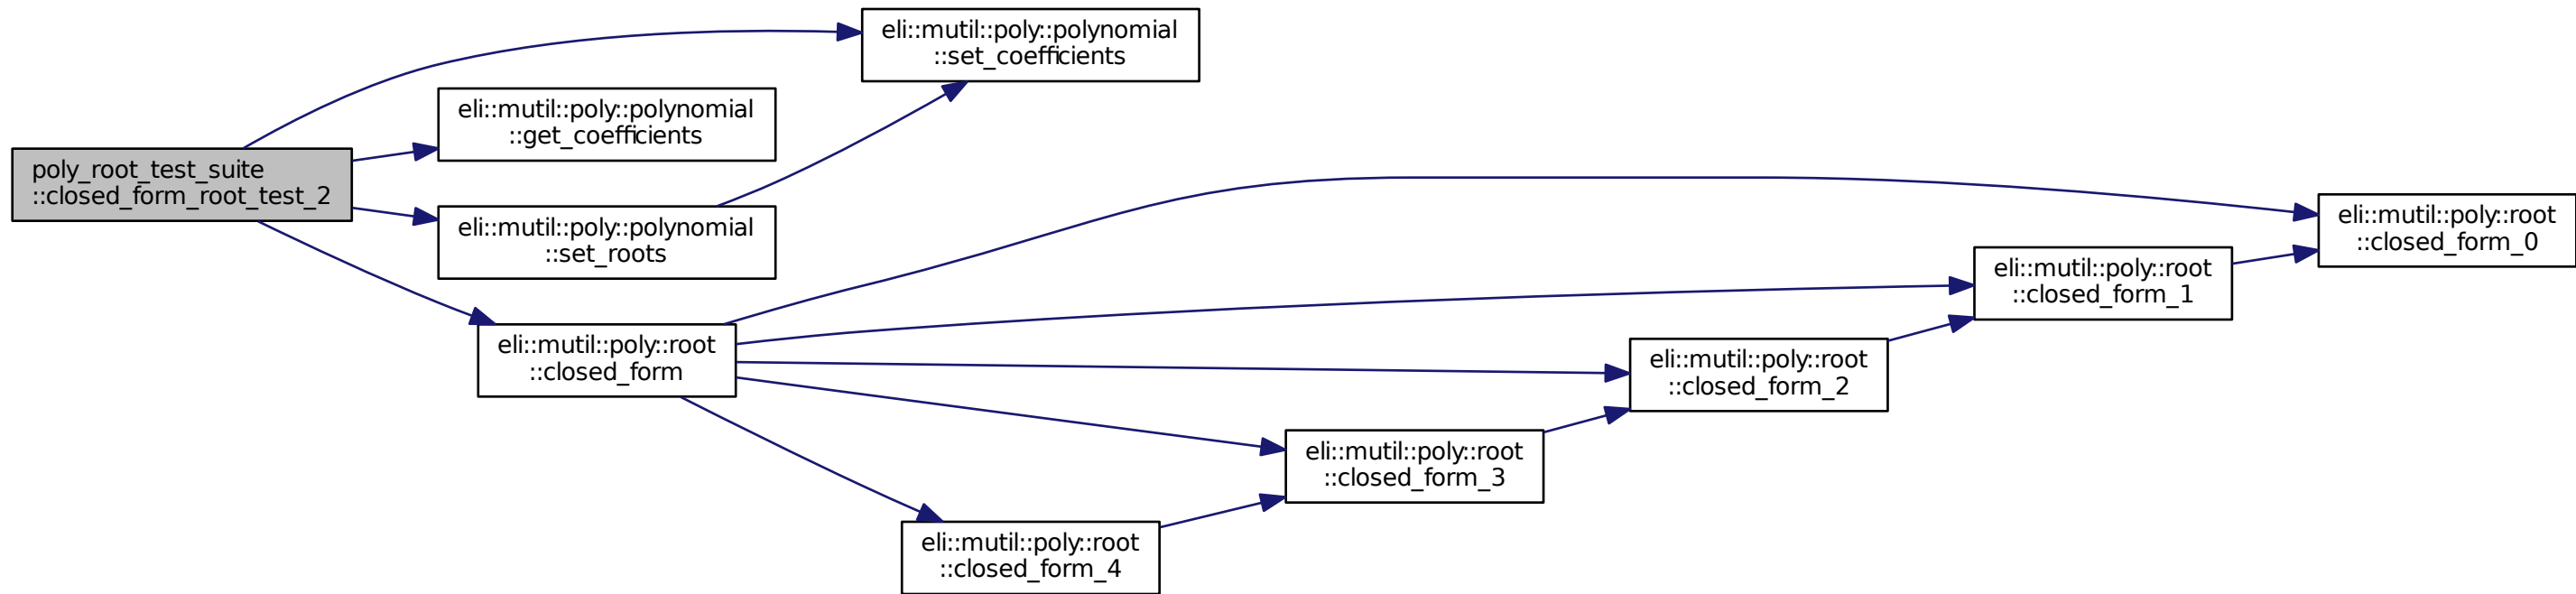 poly_root_test_suite
::closed_form_root_test_2
eli::mutil::poly::polynomial
::set_coefficients
eli::mutil::poly::polynomial
::get_coefficients
eli::mutil::poly::polynomial
::set_roots
eli::mutil::poly::root
::closed_form
eli::mutil::poly::root
::closed_form_0
eli::mutil::poly::root
::closed_form_1
eli::mutil::poly::root
::closed_form_2
eli::mutil::poly::root
::closed_form_3
eli::mutil::poly::root
::closed_form_4